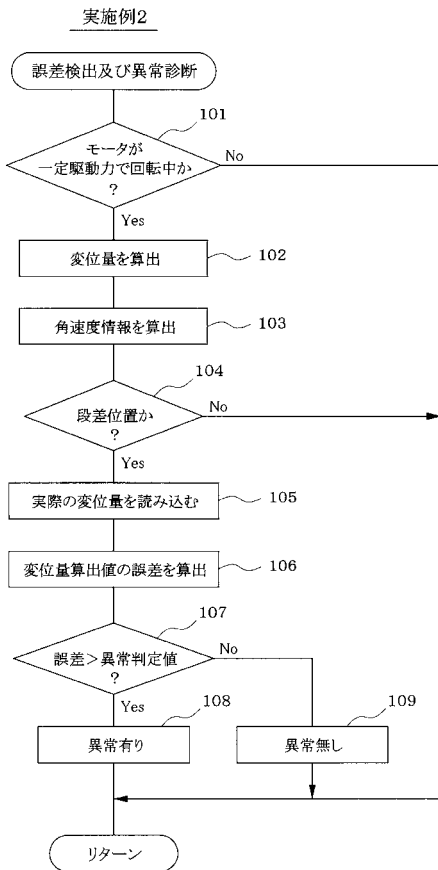 実施例2
誤差検出及び異常診断
101
モータが
一定駆動力で回転中か
?
No
Yes
変位量を算出
102
角速度情報を算出
103
104
段差位置か
?
No
Yes
実際の変位量を読み込む
105
変位量算出値の誤差を算出
106
107
誤差>異常判定値
?
No
Yes
108
異常有り
109
異常無し
リターン